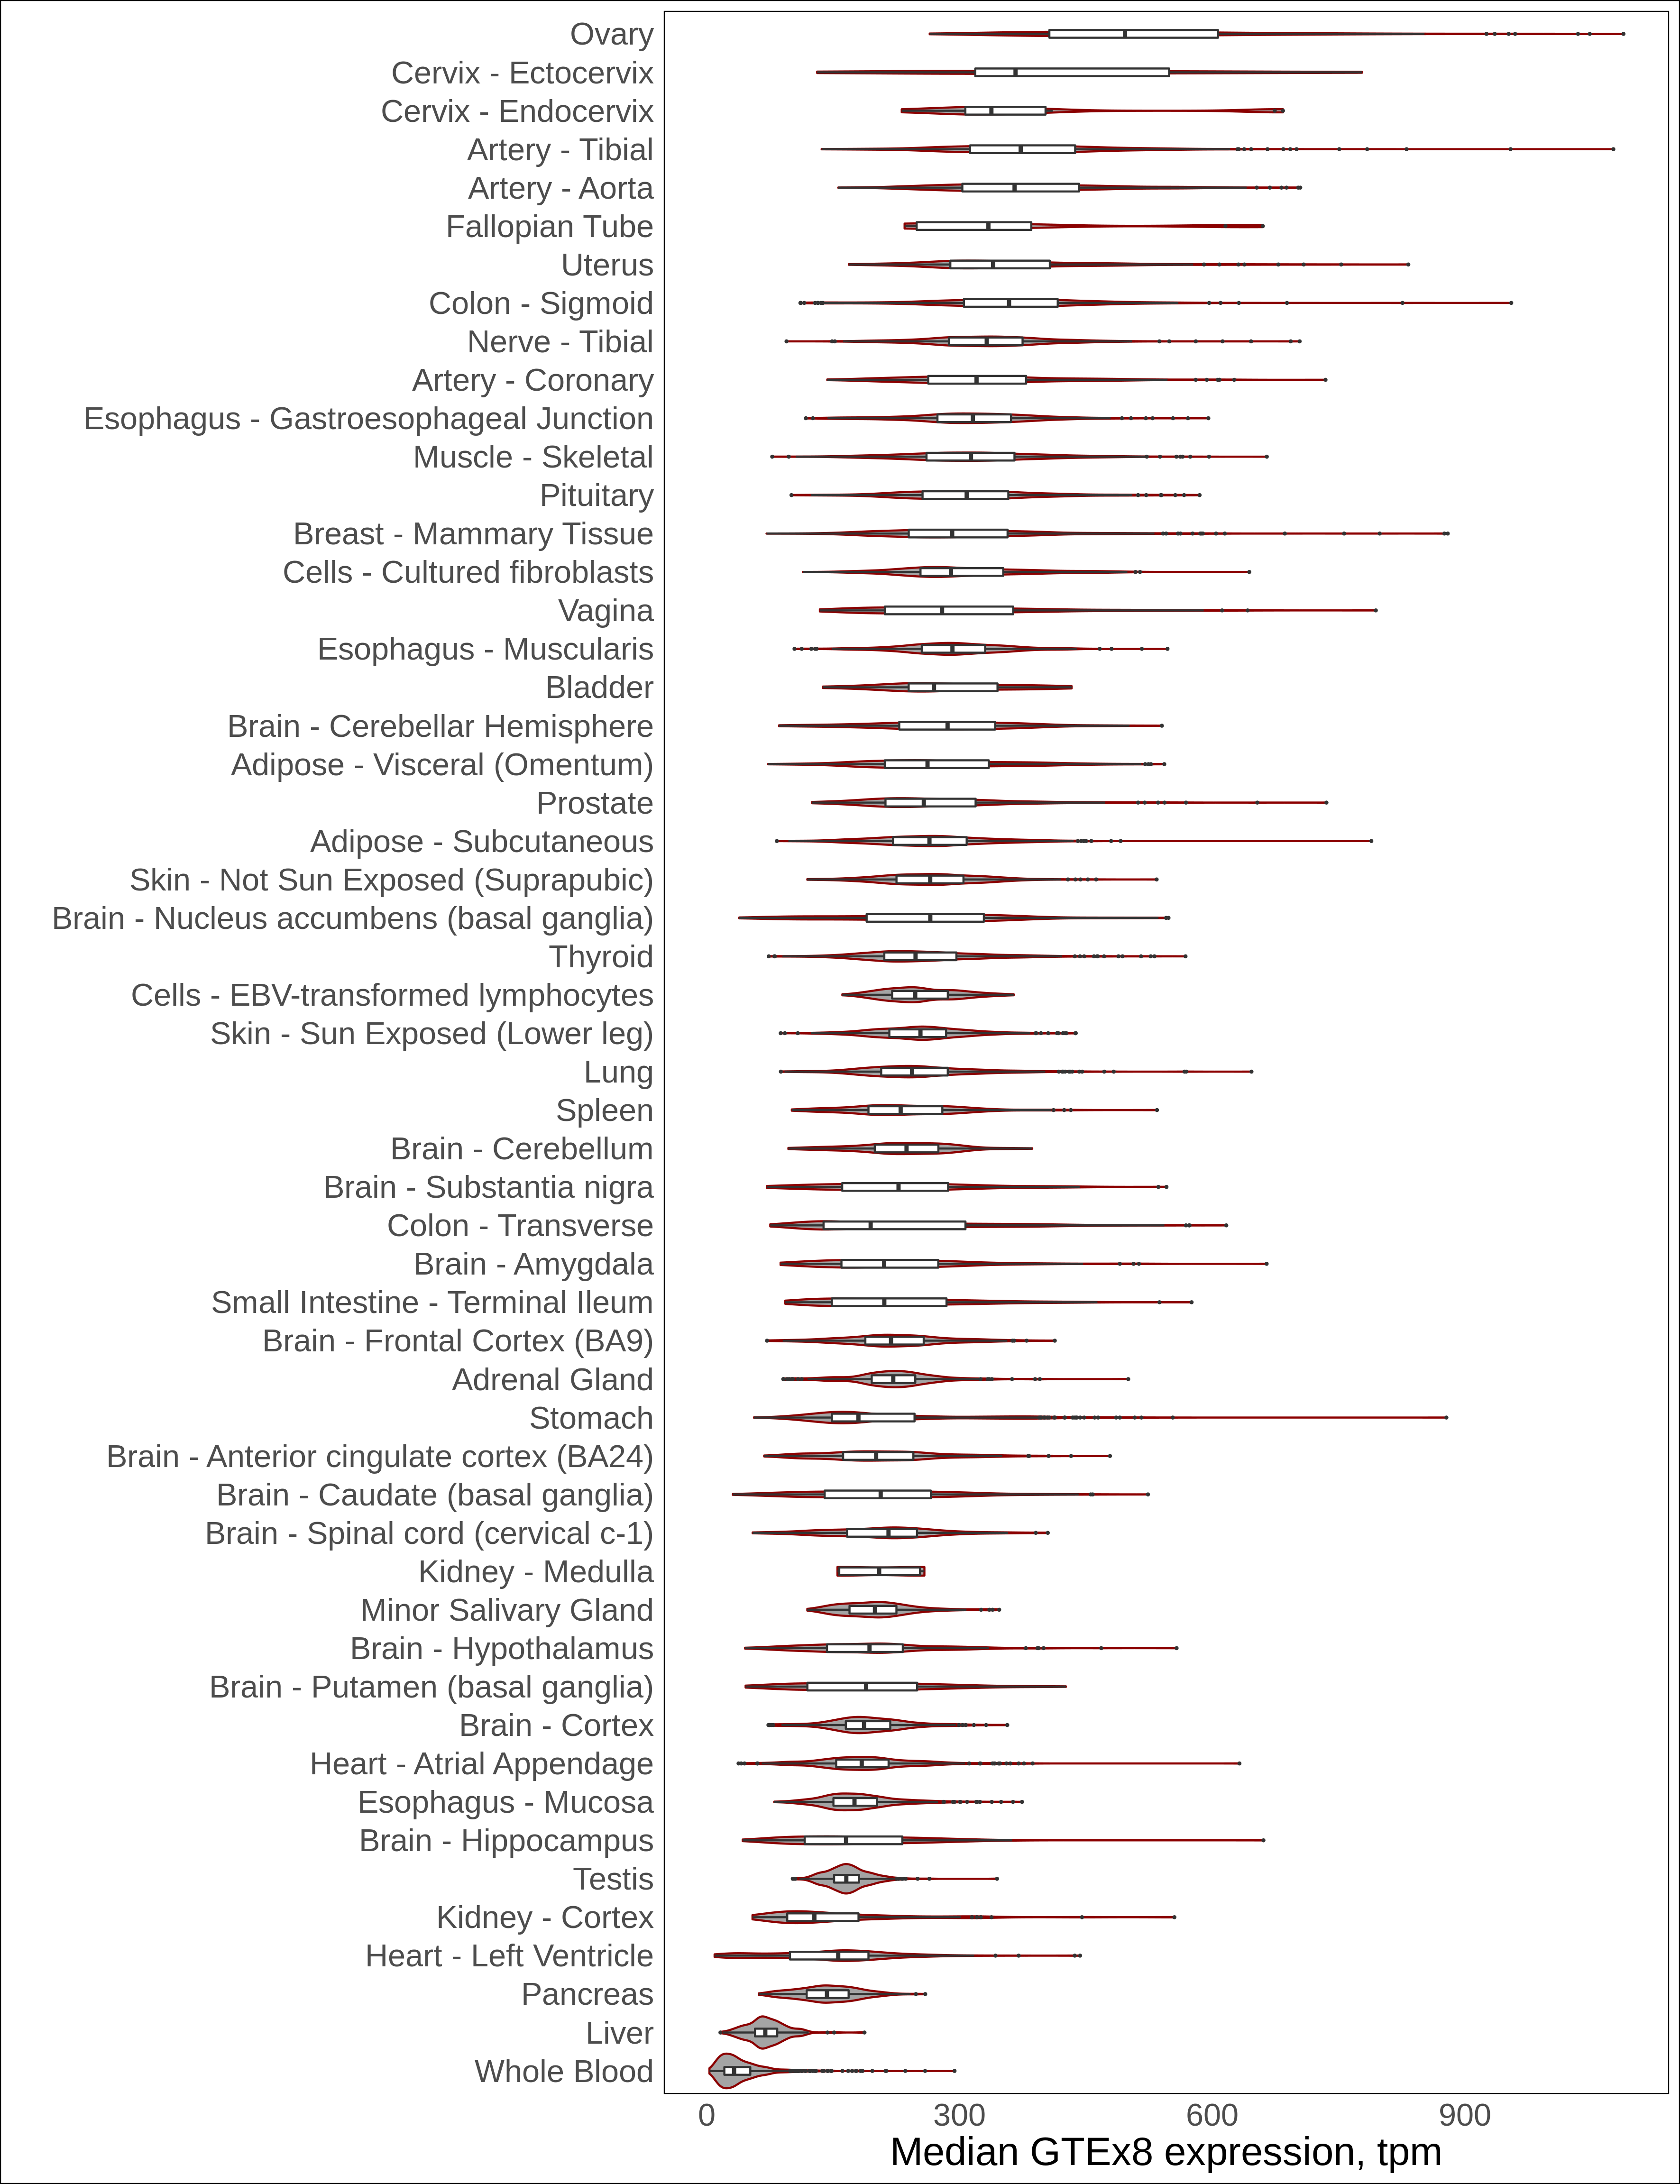 Ovary
Cervix - Ectocervix
Cervix - Endocervix
Artery - Tibial
Artery - Aorta
Fallopian Tube
Uterus
Colon - Sigmoid
Nerve - Tibial
Artery - Coronary
Esophagus - Gastroesophageal Junction
Muscle - Skeletal
Pituitary
Breast - Mammary Tissue
Cells - Cultured fibroblasts
Vagina
Esophagus - Muscularis
Bladder
Brain - Cerebellar Hemisphere
Adipose - Visceral (Omentum)
Prostate
Adipose - Subcutaneous
Skin - Not Sun Exposed (Suprapubic)
Brain - Nucleus accumbens (basal ganglia)
Thyroid
Cells - EBV-transformed lymphocytes
Skin - Sun Exposed (Lower leg)
Lung
Spleen
Brain - Cerebellum
Brain - Substantia nigra
Colon - Transverse
Brain - Amygdala
Small Intestine - Terminal Ileum
Brain - Frontal Cortex (BA9)
Adrenal Gland
Stomach
Brain - Anterior cingulate cortex (BA24)
Brain - Caudate (basal ganglia)
Brain - Spinal cord (cervical c-1)
Kidney - Medulla
Minor Salivary Gland
Brain - Hypothalamus
Brain - Putamen (basal ganglia)
Brain - Cortex
Heart - Atrial Appendage
Esophagus - Mucosa
Brain - Hippocampus
Testis
Kidney - Cortex
Heart - Left Ventricle
Pancreas
Liver
Whole Blood
0 300 600 900
Median GTEx8 expression, tpm